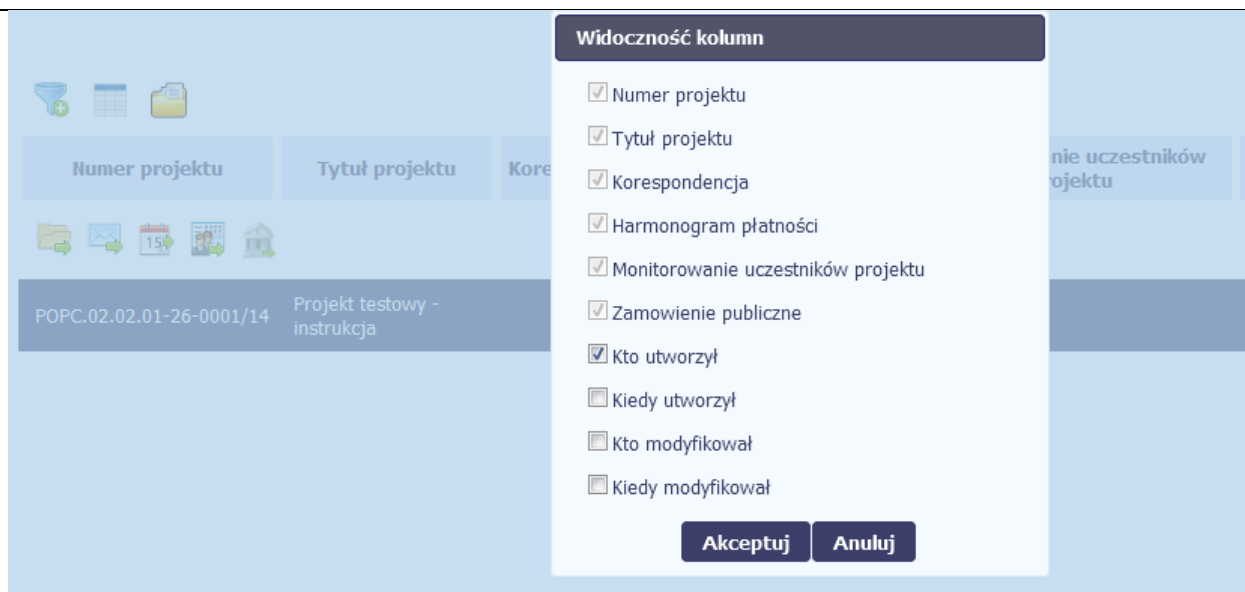 Widoczność kolumn
Numer projektu
Tytuł projektu
Korespondencja
Harmonogram płatności
Monitorowanie uczestników projektu
Zamowienie publiczne
Kto utworzył
Kiedy utworzył
Kto modyfikował
Kiedy modyfikował
Akceptuj Anuluj
Numer projektu Tytuł projektu Kore nie uczestników
ojektu
15
POPC.02.02.01-26-0001/14 Projekt testowy -
instrukcja